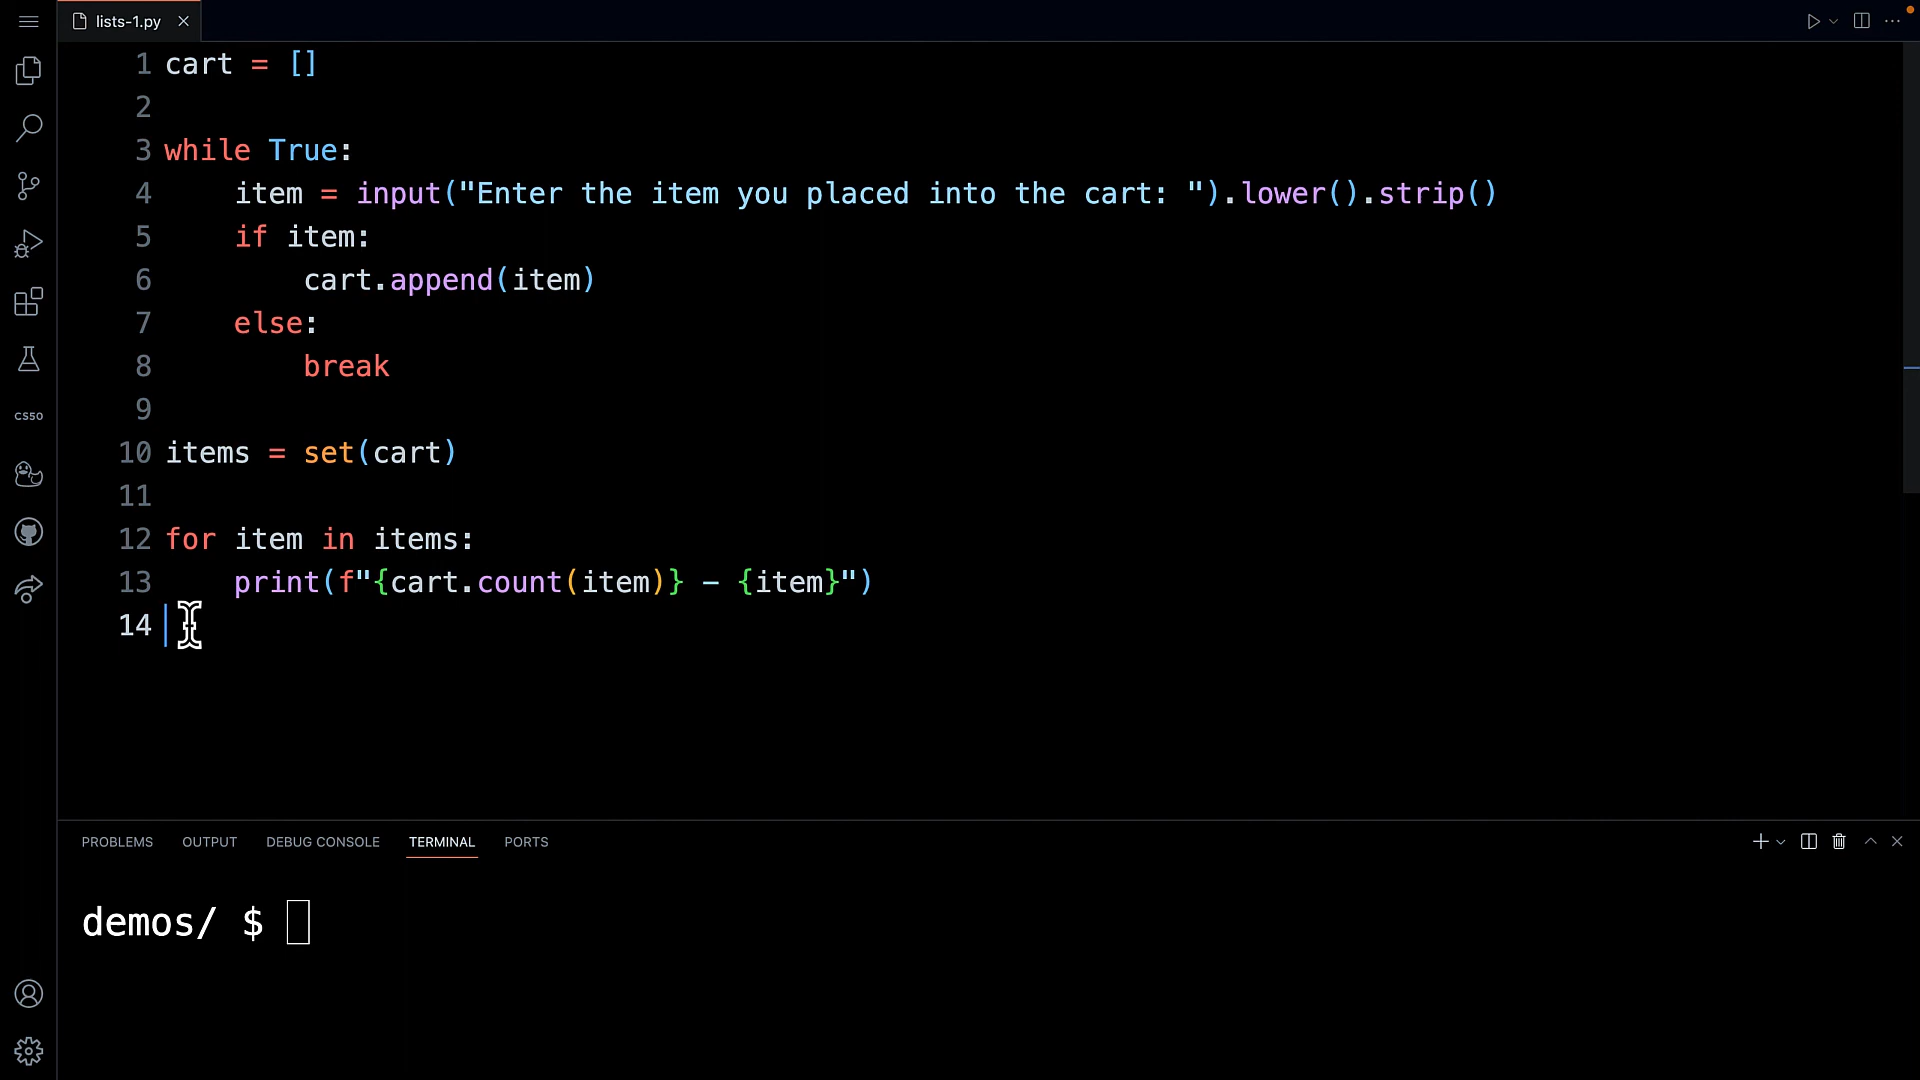 lists-1.py
1 cart = []
2
3 while True:
4     item = input("Enter the item you placed into the cart: ").lower().strip()
5     if item:
6         cart.append(item)
7     else:
8         break
9
10 items = set(cart)
11
12 for item in items:
13     print(f"{cart.count(item)} - {item}")
14
CS50
PROBLEMS OUTPUT DEBUG CONSOLE TERMINAL PORTS
demos/ $